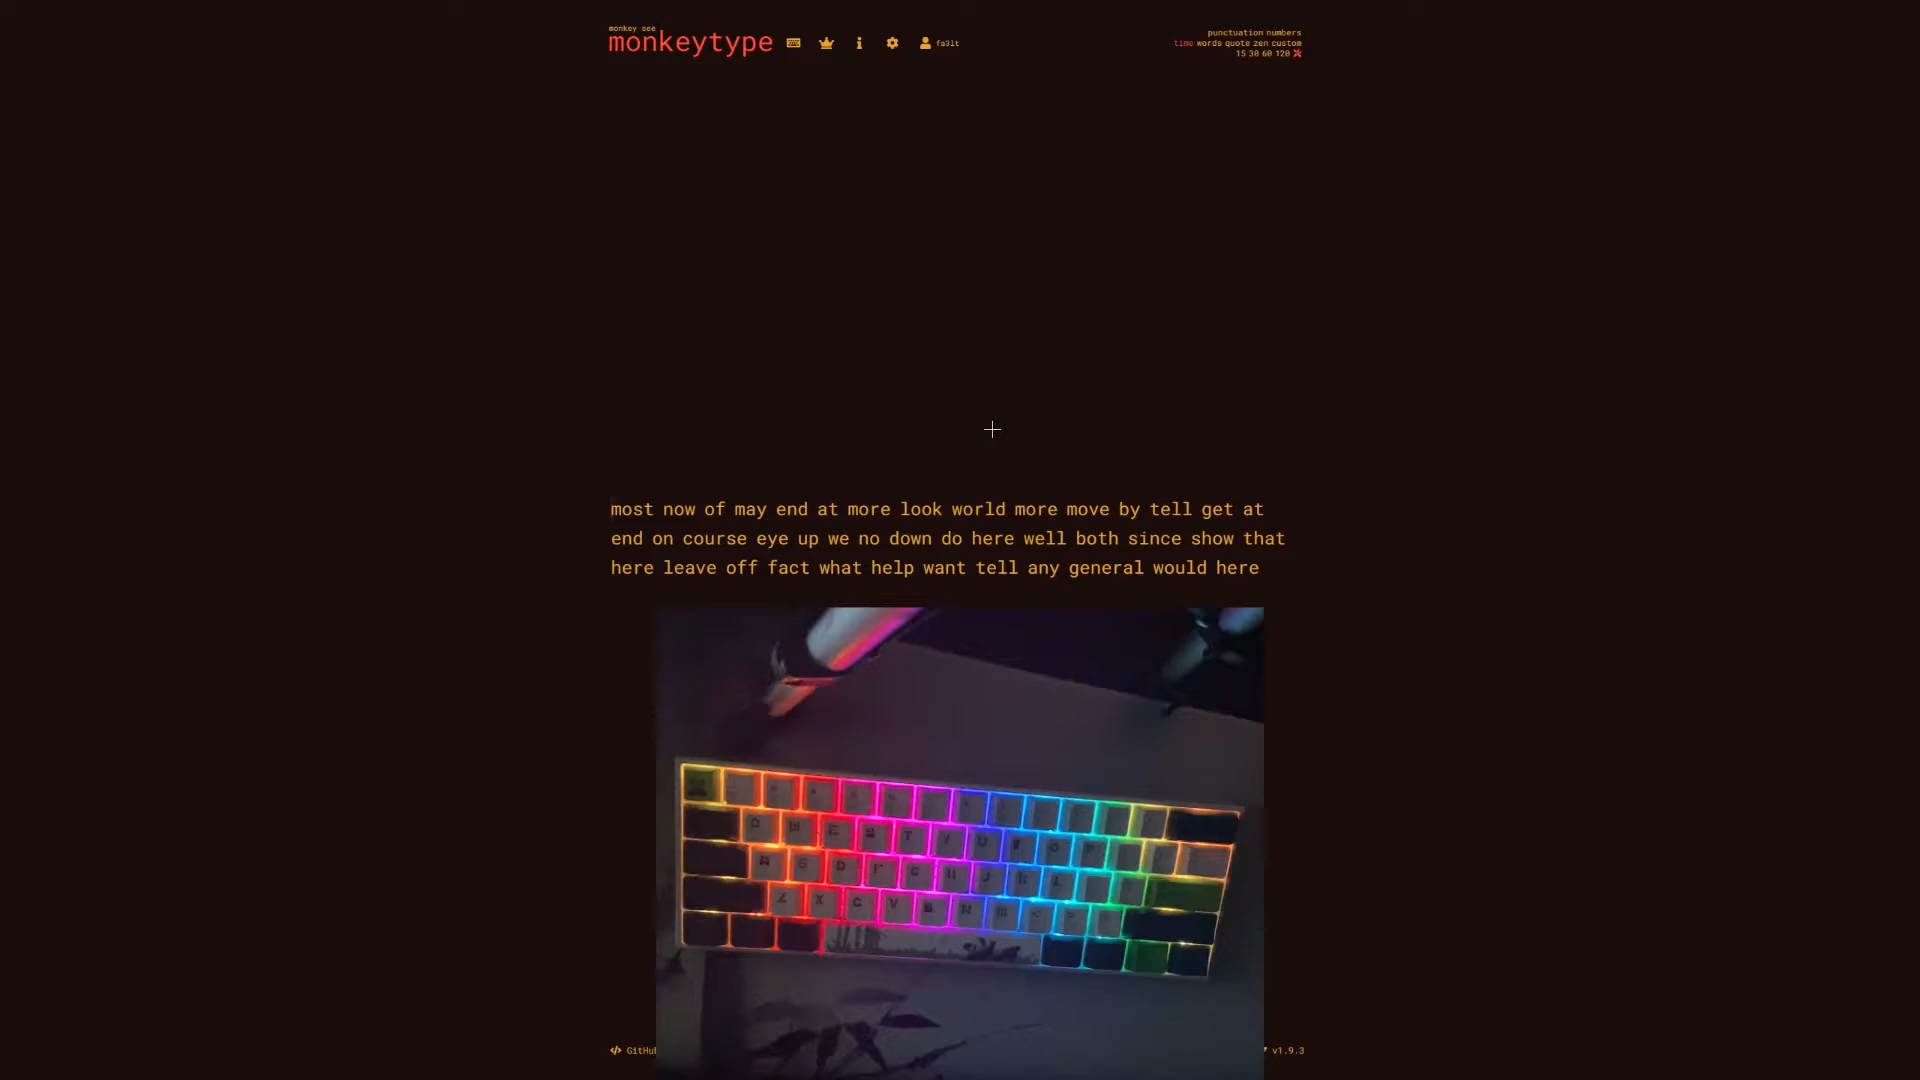 monkey see
monkeytype
fa3lt
punctuation numbers
time words quote zen custom
15 30 60 120
most now of may end at more look world more move by tell get at
end on course eye up we no down do here well both since show that
here leave off fact what help want tell any general would here
Z X C V B N
GitHub
v1.9.3